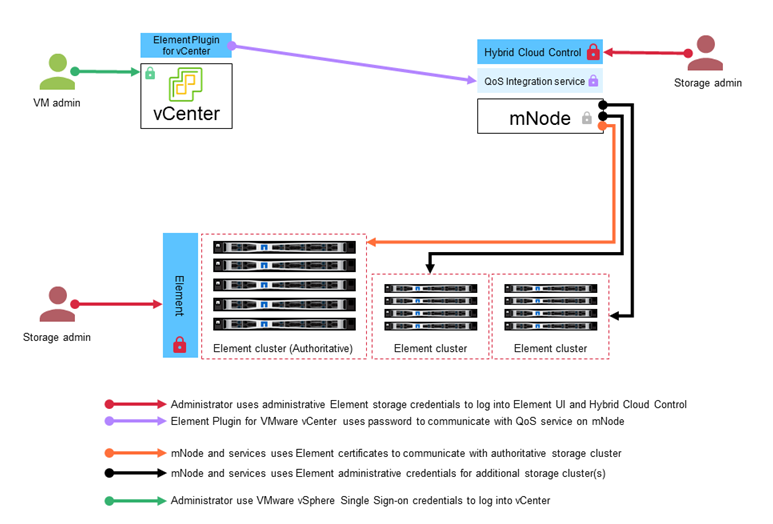 Element Plugin
for vCenter
Hybrid Cloud Control
QoS Integration service
vCenter
mNode
VM admin
Storage admin
Element
Storage admin
Element cluster (Authoritative)
Element cluster
Element cluster
Administrator uses administrative Element storage credentials to log into Element UI and Hybrid Cloud Control
Element Plugin for VMware vCenter uses password to communicate with QoS service on mNode
mNode and services uses Element certificates to communicate with authoritative storage cluster
mNode and services uses Element administrative credentials for additional storage cluster(s)
Administrator use VMware vSphere Single Sign-on credentials to log into vCenter